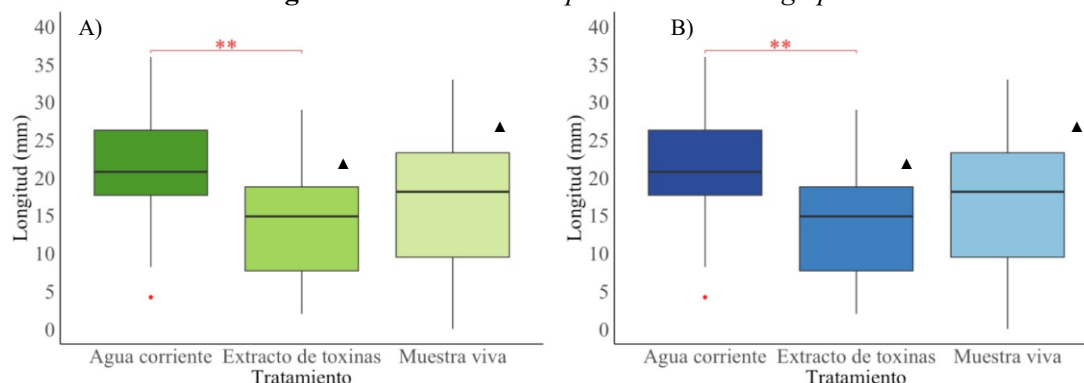 A)
**
40
35
30
25
20
15
10
5
0
Longitud (mm)
Agua corriente Extracto de toxinas Muestra viva
Tratamiento
B)
**
40
35
30
25
20
15
10
5
0
Longitud (mm)
Agua corriente Extracto de toxinas Muestra viva
Tratamiento